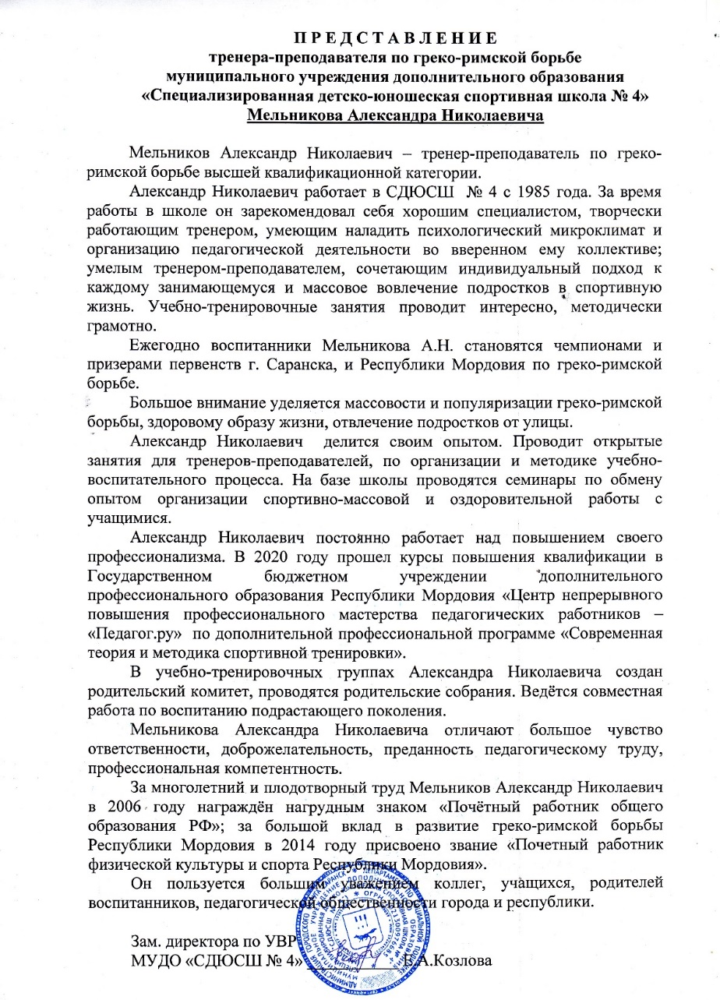 П Р Е Д С Т А В Л Е Н И Е
тренера-преподавателя по греко-римской борьбе
муниципального учреждения дополнительного образования
«Специализированная детско-юношеская спортивная школа № 4»
Мельникова Александра Николаевича
Мельников Александр Николаевич – тренер-преподаватель по греко-
римской борьбе высшей квалификационной категории.
Александр Николаевич работает в СДЮСШ № 4 с 1985 года. За время
работы в школе он зарекомендовал себя хорошим специалистом, творчески
работающим тренером, умеющим наладить психологический микроклимат и
организацию педагогической деятельности во вверенном ему коллективе;
умелым тренером-преподавателем, сочетающим индивидуальный подход к
каждому занимающемуся и массовое вовлечение подростков в спортивную
жизнь. Учебно-тренировочные занятия проводит интересно, методически
грамотно.
Ежегодно воспитанники Мельникова А.Н. становятся чемпионами и
призерами первенств г. Саранска, и Республики Мордовия по греко-римской
борьбе.
Большое внимание уделяется массовости и популяризации греко-римской
борьбы, здоровому образу жизни, отвлечение подростков от улицы.
Александр Николаевич делится своим опытом. Проводит открытые
занятия для тренеров-преподавателей, по организации и методике учебно-
воспитательного процесса. На базе школы проводятся семинары по обмену
опытом организации спортивно-массовой и оздоровительной работы с
учащимися.
Александр Николаевич постоянно работает над повышением своего
профессионализма. В 2020 году прошел курсы повышения квалификации в
Государственном бюджетном учреждении дополнительного
профессионального образования Республики Мордовия «Центр непрерывного
повышения профессионального мастерства педагогических работников –
«Педагог.ру» по дополнительной профессиональной программе «Современная
теория и методика спортивной тренировки».
В учебно-тренировочных группах Александра Николаевича создан
родительский комитет, проводятся родительские собрания. Ведётся совместная
работа по воспитанию подрастающего поколения.
Мельникова Александра Николаевича отличают большое чувство
ответственности, доброжелательность, преданность педагогическому труду,
профессиональная компетентность.
За многолетний и плодотворный труд Мельников Александр Николаевич
в 2006 году награждён нагрудным знаком «Почётный работник общего
образования РФ»; за большой вклад в развитие греко-римской борьбы
Республики Мордовия в 2014 году присвоено звание «Почетный работник
физической культуры и спорта Республики Мордовия».
Он пользуется большим уважением коллег, учащихся, родителей
воспитанников, педагогической общественности города и республики.
Зам. директора по УВР
МУДО «СДЮСШ № 4» Е.А.Козлова